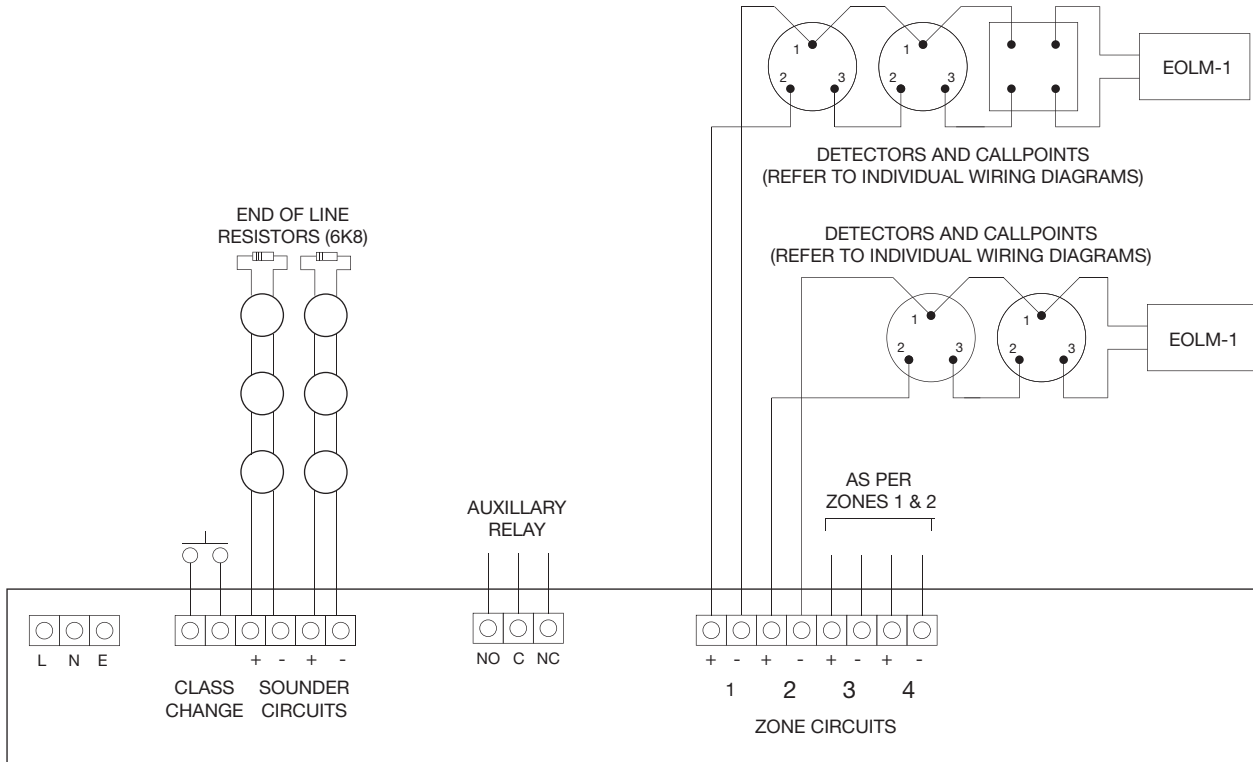 1
2
3
1
2
3
EOLM-1
DETECTORS AND CALLPOINTS
(REFER TO INDIVIDUAL WIRING DIAGRAMS)
END OF LINE
RESISTORS (6K8)
DETECTORS AND CALLPOINTS
(REFER TO INDIVIDUAL WIRING DIAGRAMS)
1
2
3
1
2
3
EOLM-1
AS PER
ZONES 1 & 2
AUXILLARY
RELAY
L N E
+ - + -
CLASS
CHANGE
SOUNDER
CIRCUITS
NO C NC
+ - + - + - + -
1 2 3 4
ZONE CIRCUITS